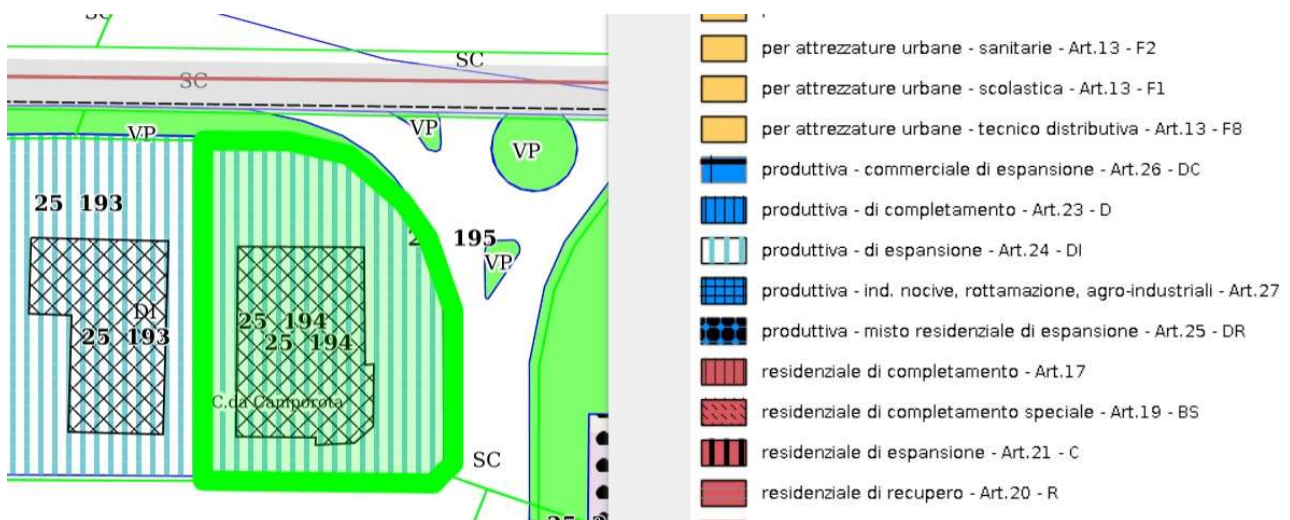 SC
SC
SC
VP
VP
VP
25 193
195
VP
DI
25 193
25 194
25 194
C.da Camporota
SC
per attrezzature urbane - sanitarie - Art.13 - F2
per attrezzature urbane - scolastica - Art.13 - F1
per attrezzature urbane - tecnico distributiva - Art.13 - F8
produttiva - commerciale di espansione - Art.26 - DC
produttiva - di completamento - Art.23 - D
produttiva - di espansione - Art.24 - DI
produttiva - ind. nocive, rottamazione, agro-industriali - Art.27
produttiva - misto residenziale di espansione - Art.25 - DR
residenziale di completamento - Art.17
residenziale di completamento speciale - Art.19 - BS
residenziale di espansione - Art.21 - C
residenziale di recupero - Art.20 - R